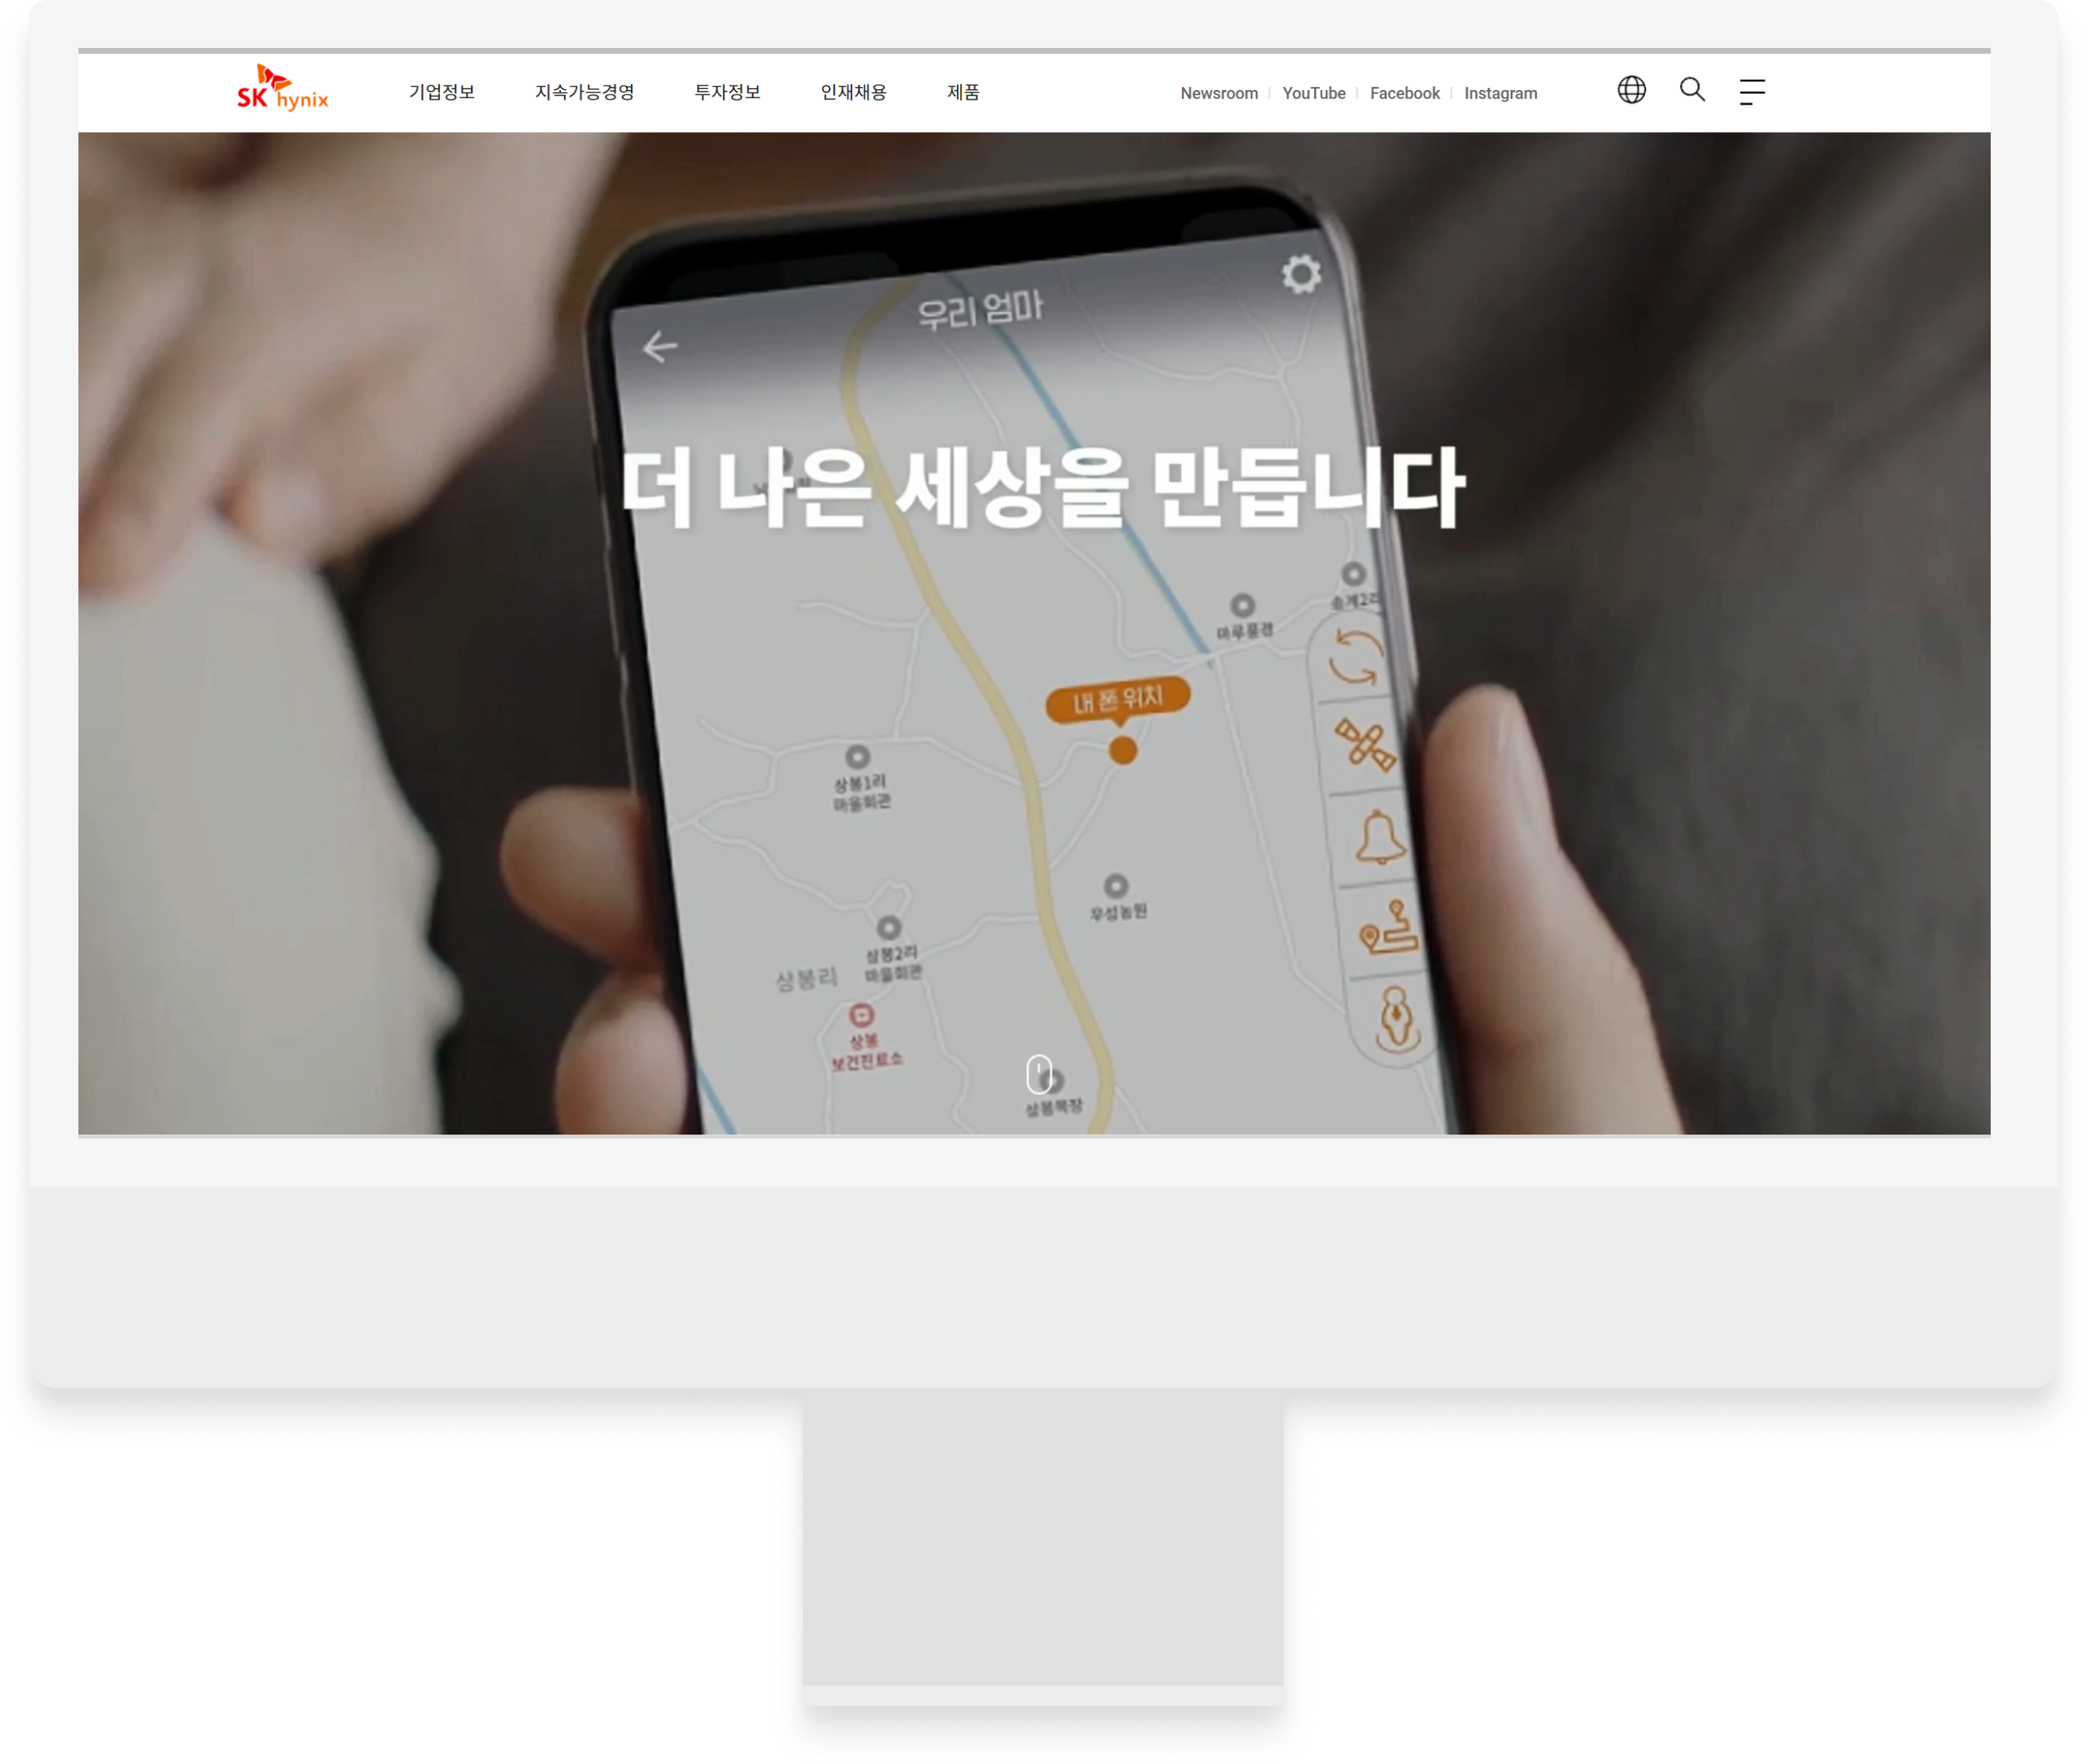 SK hynix
기업정보 지속가능경영 투자정보 인재채용 제품 Newsroom YouTube Facebook Instagram
우리 엄마
더 나은 세상을 만듭니다
송계2리
마루풍경
내 폰 위치
상봉1리
마을회관
우섭농원
상봉2리
마을회관
상봉리
상봉
보건진료소
상봉목장